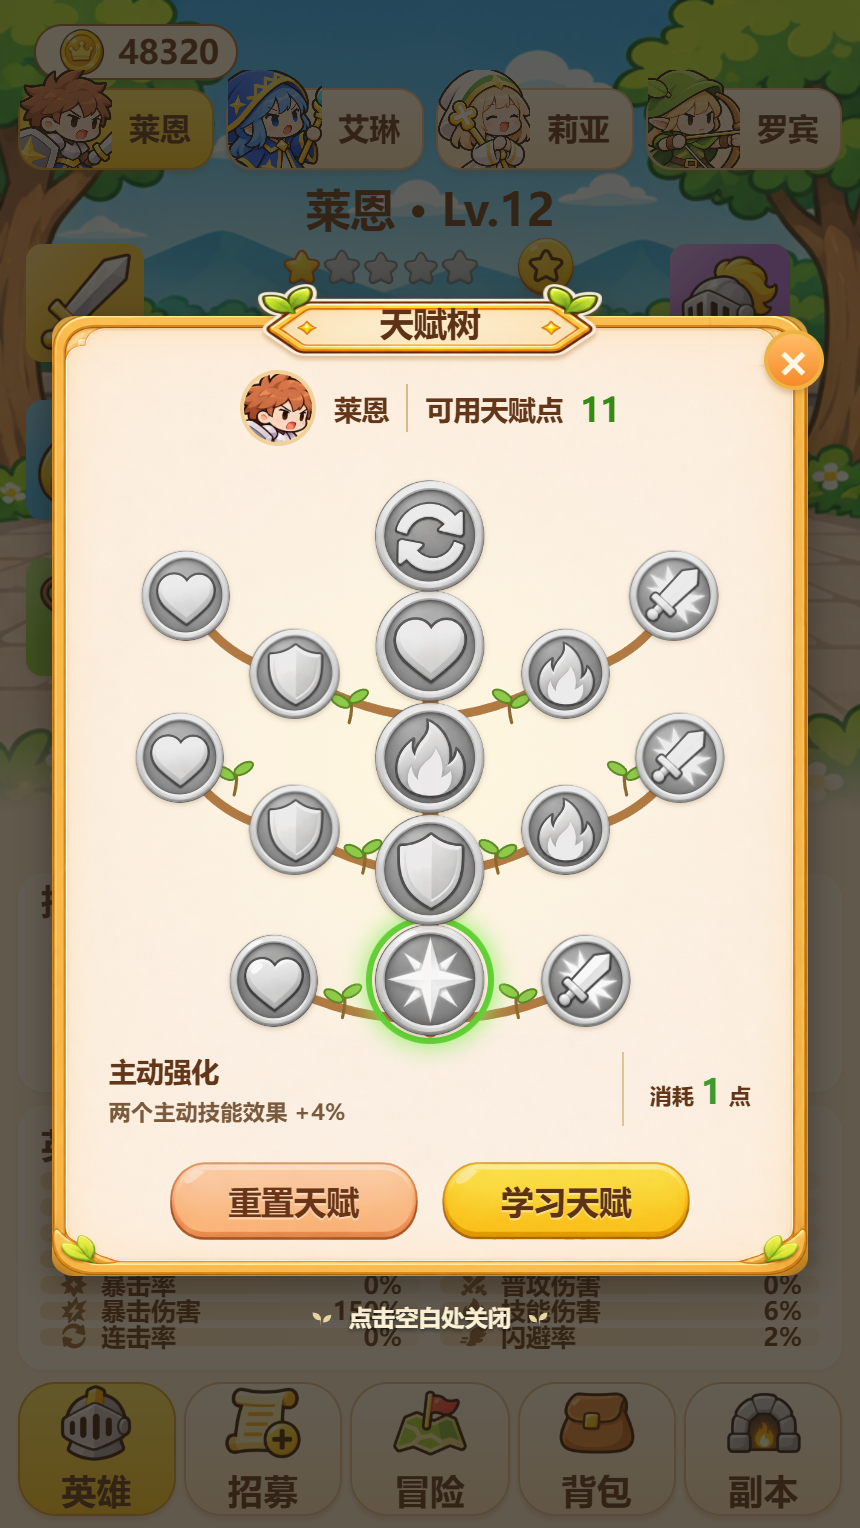 48320
莱恩
艾琳
莉亚
罗宾
莱恩·Lv.12
天赋树
莱恩
可用天赋点 11
主动强化
两个主动技能效果 +4%
消耗 1 点
重置天赋
学习天赋
暴击率 0%
普攻伤害 0%
暴击伤害
技能伤害 6%
点击空白处关闭
连击率 0%
闪避率 2%
英雄
招募
冒险
背包
副本